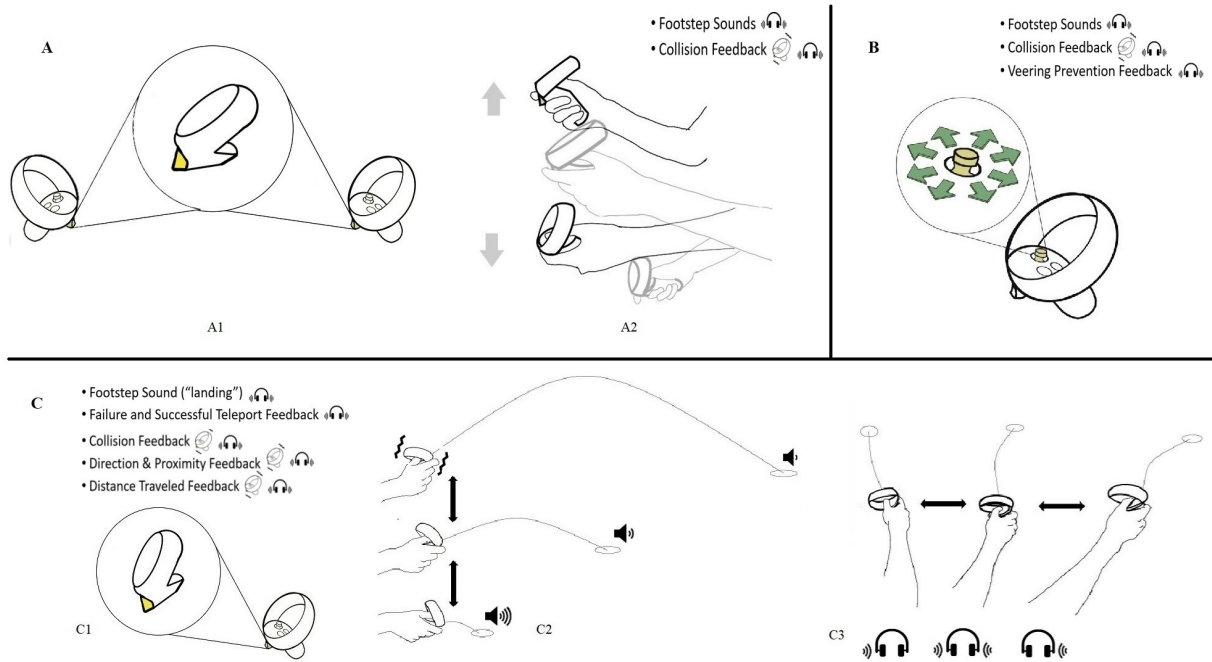 A
• Footstep Sounds
• Collision Feedback
A1
A2
B
• Footstep Sounds
• Collision Feedback
• Veering Prevention Feedback
C
• Footstep Sound (“landing”)
• Failure and Successful Teleport Feedback
• Collision Feedback
• Direction & Proximity Feedback
• Distance Traveled Feedback
C1
C2
C3